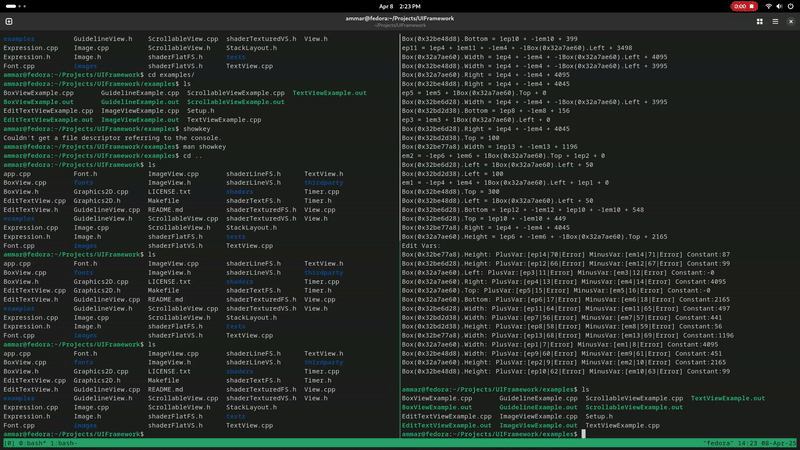 Apr 8 2:23 PM
0:00
ammar@fedora:~/Projects/UIFramework
~/Projects/UIFramework
examples GuidelineView.h ScrollableView.cpp shaderTexturedVS.h View.h
Expression.cpp Image.cpp ScrollableView.h StackLayout.h
Expression.h Image.h shaderFlatFS.h tests
Font.cpp images shaderFlatVS.h TextView.cpp
ammar@fedora:~/Projects/UIFramework$ cd examples/
ammar@fedora:~/Projects/UIFramework/examples$ ls
BoxViewExample.cpp GuidelineExample.cpp ScrollableViewExample.cpp TextViewExample.out
BoxViewExample.out GuidelineExample.out ScrollableViewExample.out
EditTextViewExample.cpp ImageViewExample.cpp Setup.h
EditTextViewExample.out ImageViewExample.out TextViewExample.cpp
ammar@fedora:~/Projects/UIFramework/examples$ showkey
Couldn't get a file descriptor referring to the console.
ammar@fedora:~/Projects/UIFramework/examples$ man showkey
ammar@fedora:~/Projects/UIFramework/examples$ cd ..
ammar@fedora:~/Projects/UIFramework$ ls
app.cpp Font.h ImageView.cpp shaderLineFS.h TextView.h
BoxView.cpp fonts ImageView.h shaderLineVS.h thirdparty
BoxView.h Graphics2D.cpp LICENSE.txt shaders Timer.cpp
EditTextView.cpp Graphics2D.h Makefile shaderTexturedFS.h Timer.h
EditTextView.h GuidelineView.cpp README.md shaderTexturedVS.h View.cpp
examples GuidelineView.h ScrollableView.cpp StackLayout.cpp View.h
Expression.cpp Image.cpp ScrollableView.h StackLayout.h
Expression.h Image.h shaderFlatFS.h tests
Font.cpp images shaderFlatVS.h TextView.cpp
ammar@fedora:~/Projects/UIFramework$ ls
app.cpp Font.h ImageView.cpp shaderLineFS.h TextView.h
BoxView.cpp fonts ImageView.h shaderLineVS.h thirdparty
BoxView.h Graphics2D.cpp LICENSE.txt shaders Timer.cpp
EditTextView.cpp Graphics2D.h Makefile shaderTexturedFS.h Timer.h
EditTextView.h GuidelineView.cpp README.md shaderTexturedVS.h View.cpp
examples GuidelineView.h ScrollableView.cpp StackLayout.cpp View.h
Expression.cpp Image.cpp ScrollableView.h StackLayout.h
Expression.h Image.h shaderFlatFS.h tests
Font.cpp images shaderFlatVS.h TextView.cpp
ammar@fedora:~/Projects/UIFramework$ ls
app.cpp Font.h ImageView.cpp shaderLineFS.h TextView.h
BoxView.cpp fonts ImageView.h shaderLineVS.h thirdparty
BoxView.h Graphics2D.cpp LICENSE.txt shaders Timer.cpp
EditTextView.cpp Graphics2D.h Makefile shaderTexturedFS.h Timer.h
EditTextView.h GuidelineView.cpp README.md shaderTexturedVS.h View.cpp
examples GuidelineView.h ScrollableView.cpp StackLayout.cpp View.h
Expression.cpp Image.cpp ScrollableView.h StackLayout.h
Expression.h Image.h shaderFlatFS.h tests
Font.cpp images shaderFlatVS.h TextView.cpp
ammar@fedora:~/Projects/UIFramework$
Box(0x32be48d8).Bottom = 1ep10 + -1em10 + 399
ep11 = 1ep4 + 1em11 + -1em4 + -1Box(0x32a7ae60).Left + 3498
Box(0x32a7ae60).Width = 1ep4 + -1em4 + -1Box(0x32a7ae60).Left + 4095
Box(0x32be6d28).Width = 1ep4 + -1em4 + -1Box(0x32a7ae60).Left + 3995
Box(0x32a7ae60).Right = 1ep4 + -1em4 + 4095
ep5 = 1em5 + 1Box(0x32a7ae60).Top + 0
Box(0x32be48d8).Width = 1ep4 + -1em4 + -1Box(0x32a7ae60).Left + 3995
Box(0x32bd2d38).Bottom = 1ep8 + -1em8 + 156
ep3 = 1em3 + 1Box(0x32a7ae60).Left + 0
Box(0x32be48d8).Right = 1ep4 + -1em4 + 4045
Box(0x32bd2d38).Top = 100
Box(0x32be77a8).Width = 1ep13 + -1em13 + 1196
em2 = -1ep6 + 1em6 + 1Box(0x32a7ae60).Top + 1ep2 + 0
Box(0x32be48d8).Left = 1Box(0x32a7ae60).Left + 50
Box(0x32bd2d38).Left = 100
em1 = -1ep4 + 1em4 + 1Box(0x32a7ae60).Left + 1ep1 + 0
Box(0x32be48d8).Top = 300
Box(0x32be6d28).Left = 1Box(0x32a7ae60).Left + 50
Box(0x32be6d28).Bottom = 1ep12 + -1em12 + 1ep10 + -1em10 + 548
Box(0x32be6d28).Top = 1ep10 + -1em10 + 449
Box(0x32be77a8).Right = 1ep4 + -1em4 + 4045
Box(0x32a7ae60).Height = 1ep6 + -1em6 + -1Box(0x32a7ae60).Top + 2165
Edit Vars:
Box(0x32be77a8).Height: PlusVar:[ep14|70|Error] MinusVar:[em14|71|Error] Constant:87
Box(0x32be6d28).Height: PlusVar:[ep12|66|Error] MinusVar:[em12|67|Error] Constant:99
Box(0x32a7ae60).Left: PlusVar:[ep3|11|Error] MinusVar:[em3|12|Error] Constant:-0
Box(0x32a7ae60).Right: PlusVar:[ep4|13|Error] MinusVar:[em4|14|Error] Constant:4095
Box(0x32a7ae60).Top: PlusVar:[ep5|15|Error] MinusVar:[em5|16|Error] Constant:-0
Box(0x32a7ae60).Bottom: PlusVar:[ep6|17|Error] MinusVar:[em6|18|Error] Constant:2165
Box(0x32be6d28).Width: PlusVar:[ep11|64|Error] MinusVar:[em11|65|Error] Constant:497
Box(0x32bd2d38).Width: PlusVar:[ep7|56|Error] MinusVar:[em7|57|Error] Constant:441
Box(0x32bd2d38).Height: PlusVar:[ep8|58|Error] MinusVar:[em8|59|Error] Constant:56
Box(0x32be77a8).Width: PlusVar:[ep13|68|Error] MinusVar:[em13|69|Error] Constant:1196
Box(0x32a7ae60).Width: PlusVar:[ep1|7|Error] MinusVar:[em1|8|Error] Constant:4095
Box(0x32be48d8).Width: PlusVar:[ep9|60|Error] MinusVar:[em9|61|Error] Constant:451
Box(0x32a7ae60).Height: PlusVar:[ep2|9|Error] MinusVar:[em2|10|Error] Constant:2165
Box(0x32be48d8).Height: PlusVar:[ep10|62|Error] MinusVar:[em10|63|Error] Constant:99
ammar@fedora:~/Projects/UIFramework/examples$ ls
BoxViewExample.cpp GuidelineExample.cpp ScrollableViewExample.cpp TextViewExample.out
BoxViewExample.out GuidelineExample.out ScrollableViewExample.out
EditTextViewExample.cpp ImageViewExample.cpp Setup.h
EditTextViewExample.out ImageViewExample.out TextViewExample.cpp
ammar@fedora:~/Projects/UIFramework/examples$
[0] 0:bash* 1:bash- "fedora" 14:23 08-Apr-25